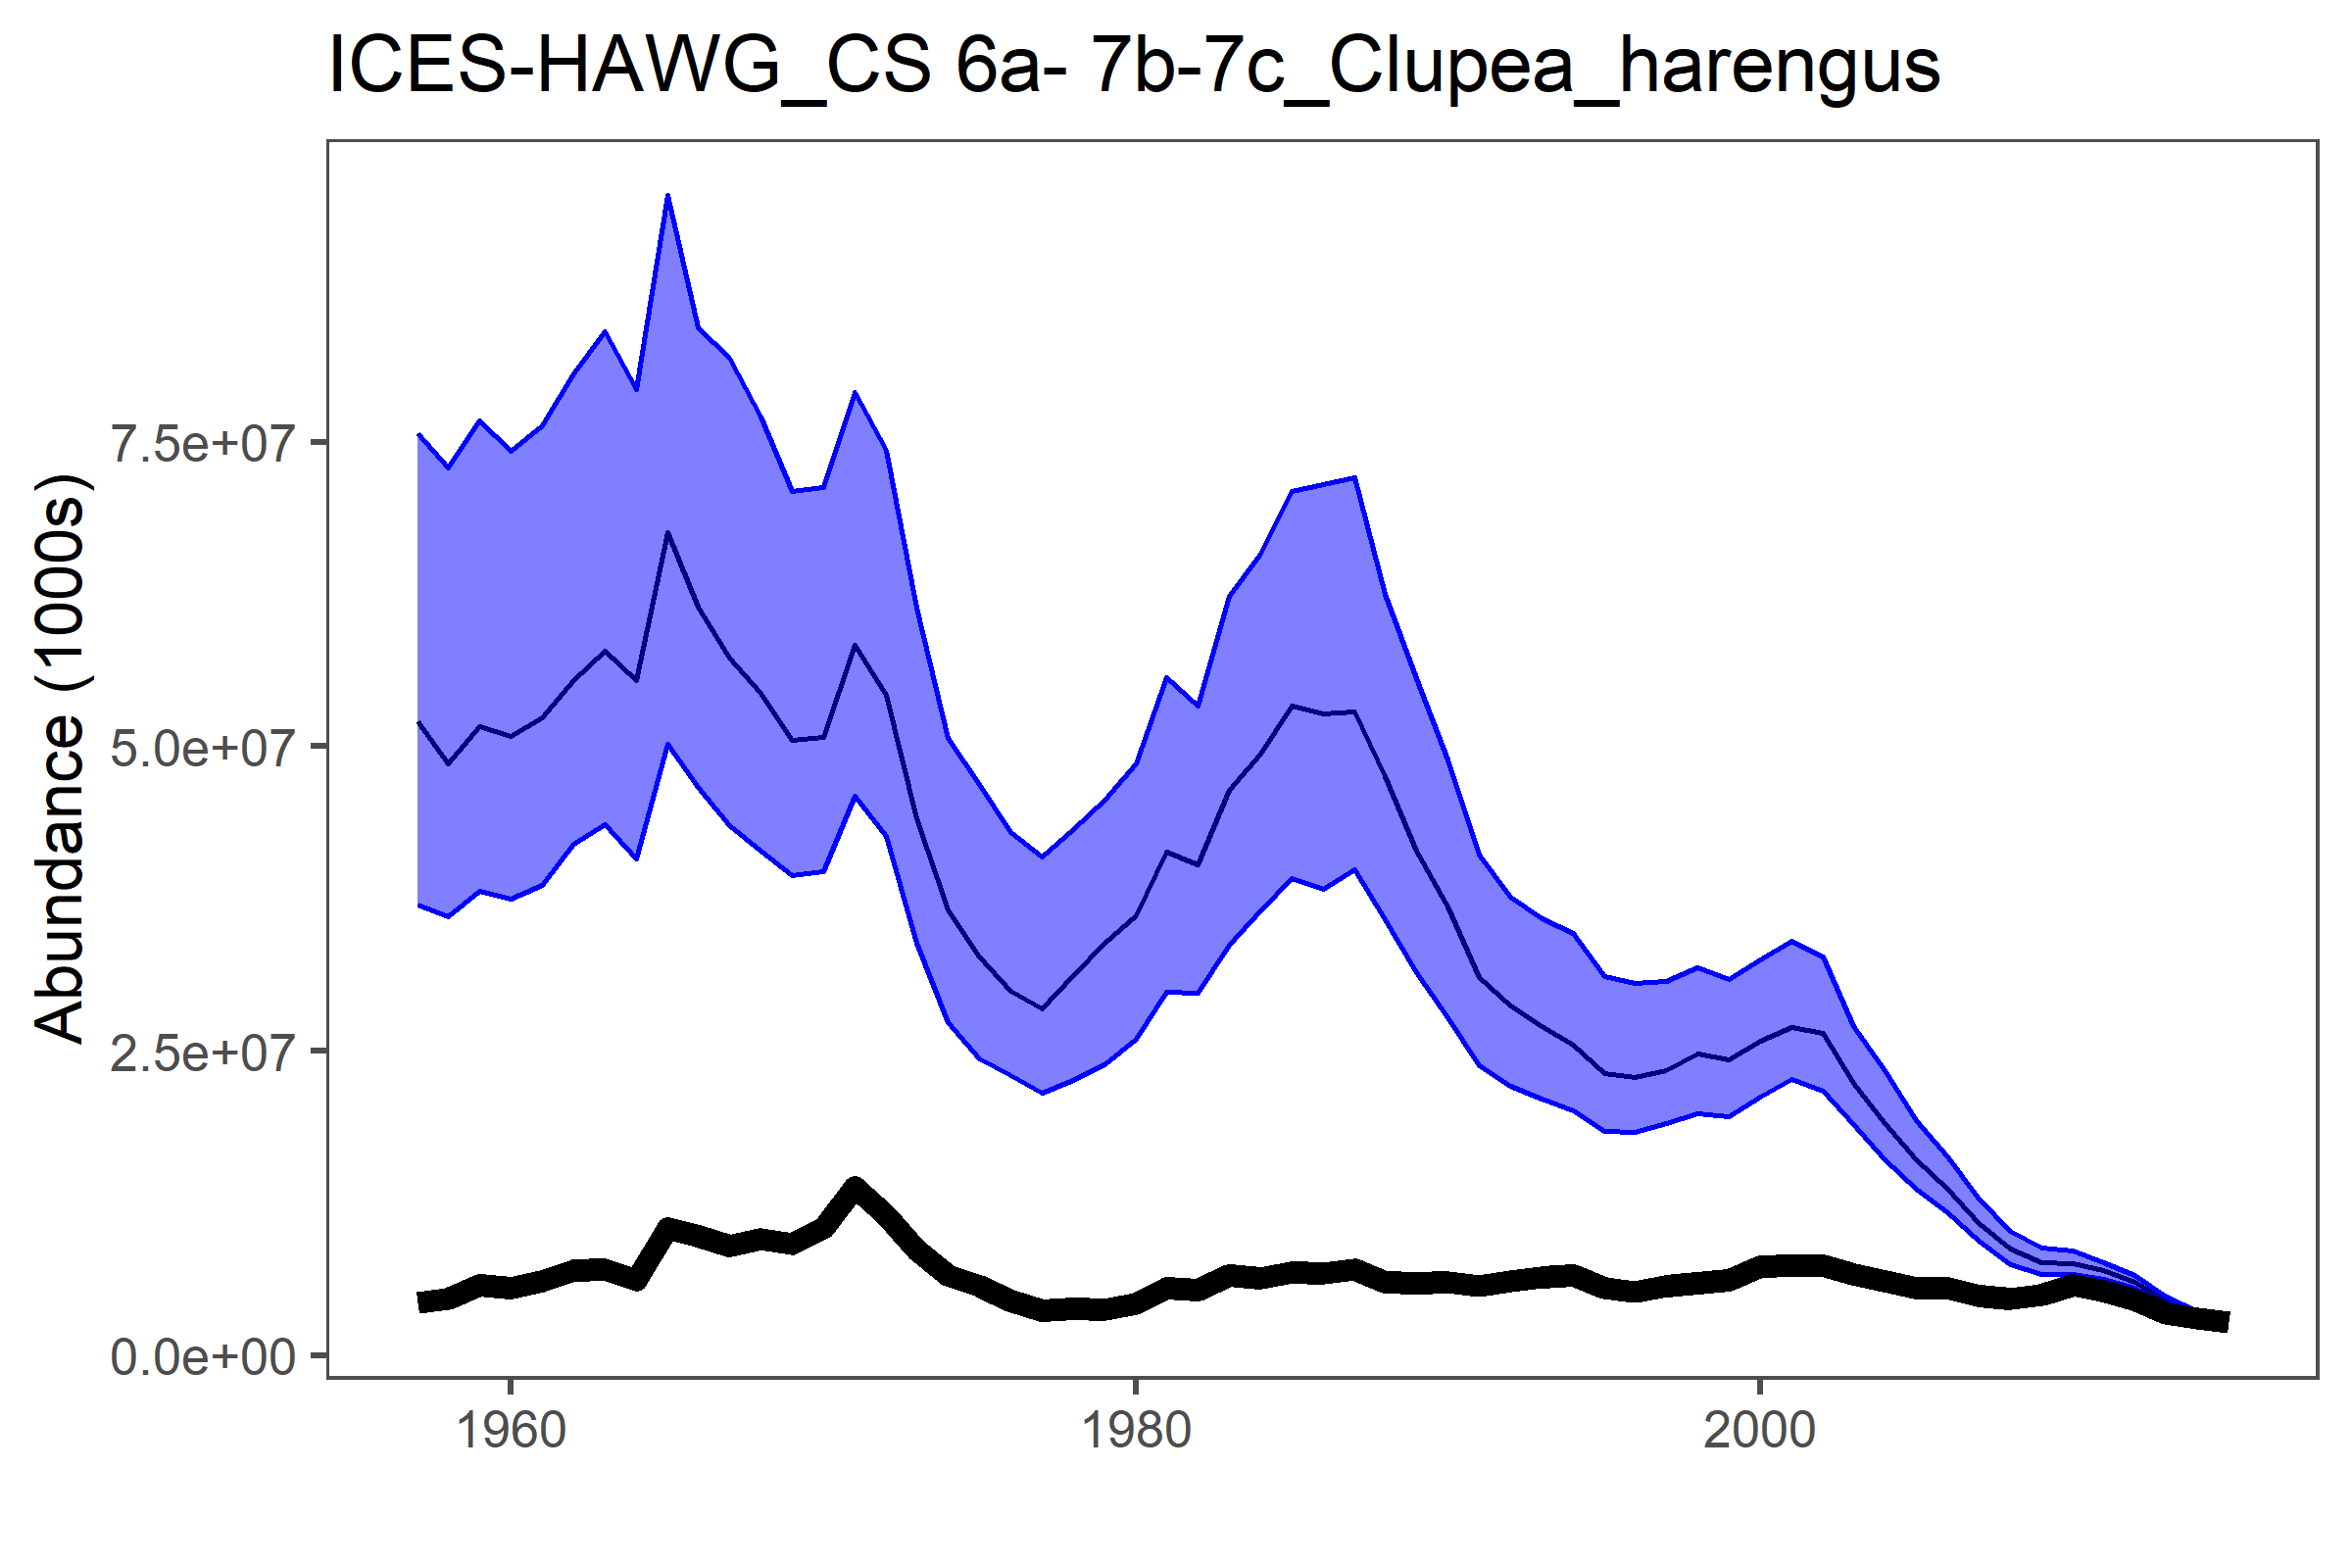 ICES-HAWG_CS 6a- 7b-7c_Clupea_harengus
Abundance (1000s)
7.5e+07
5.0e+07
2.5e+07
0.0e+00
1960 1980 2000